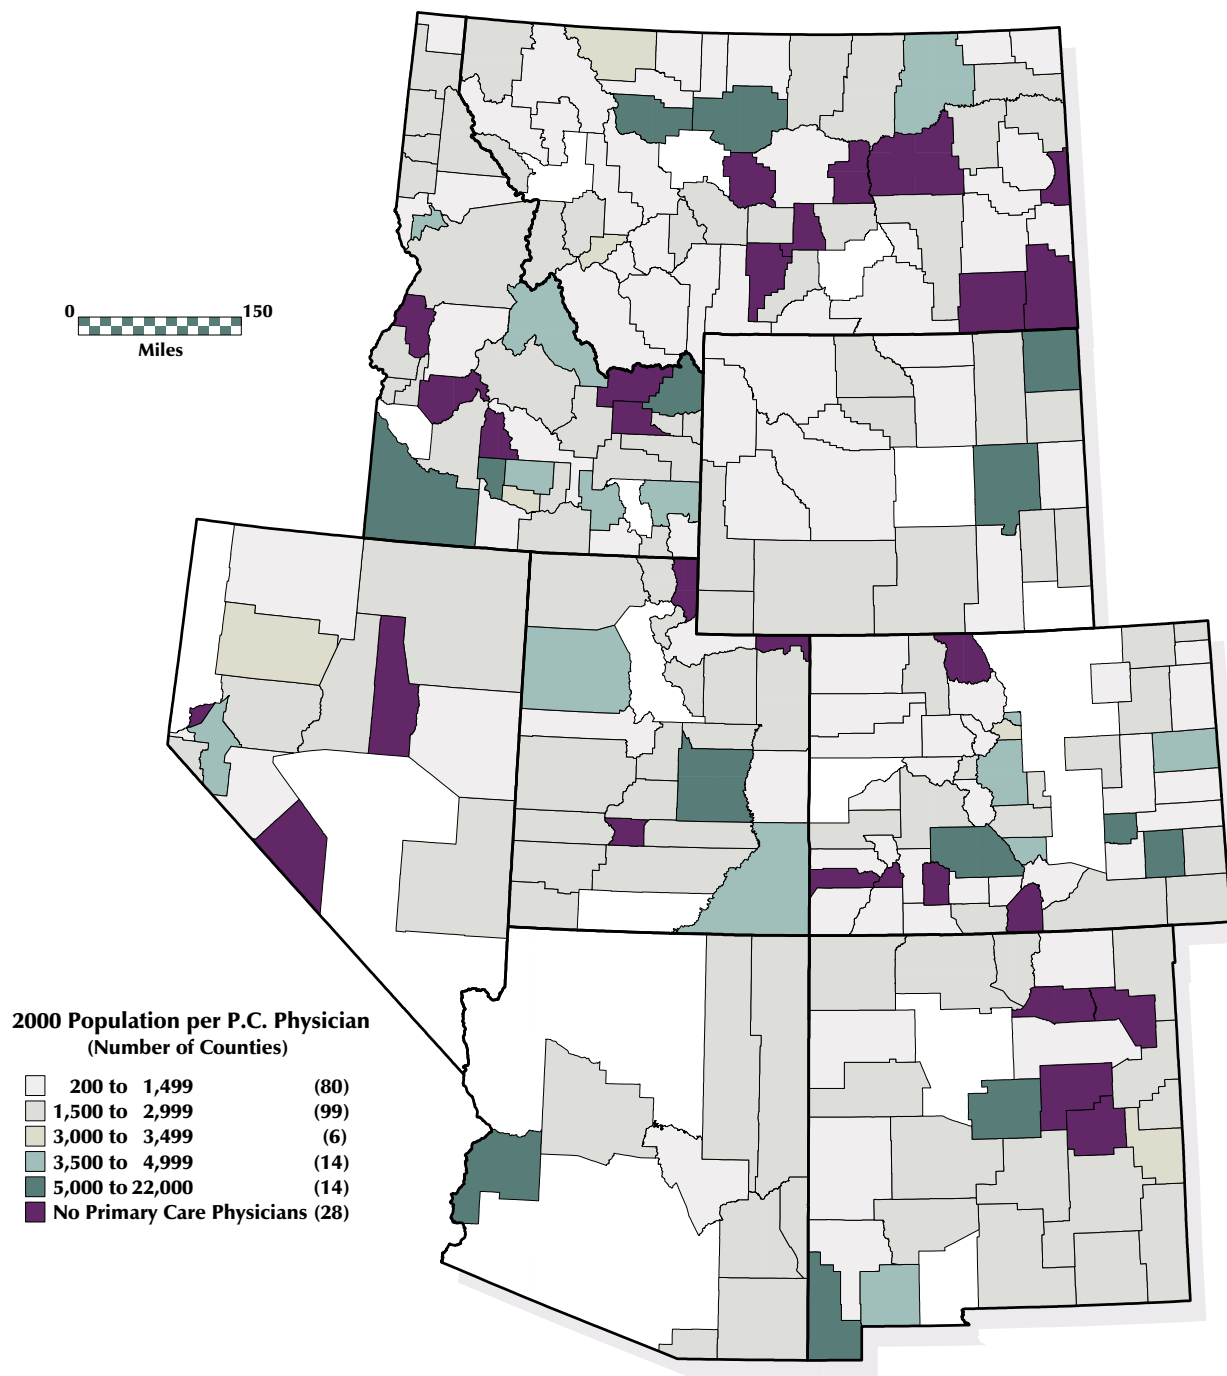 0 150
Miles
2000 Population per P.C. Physician
(Number of Counties)
200 to 1,499 (80)
1,500 to 2,999 (99)
3,000 to 3,499 (6)
3,500 to 4,999 (14)
5,000 to 22,000 (14)
No Primary Care Physicians (28)